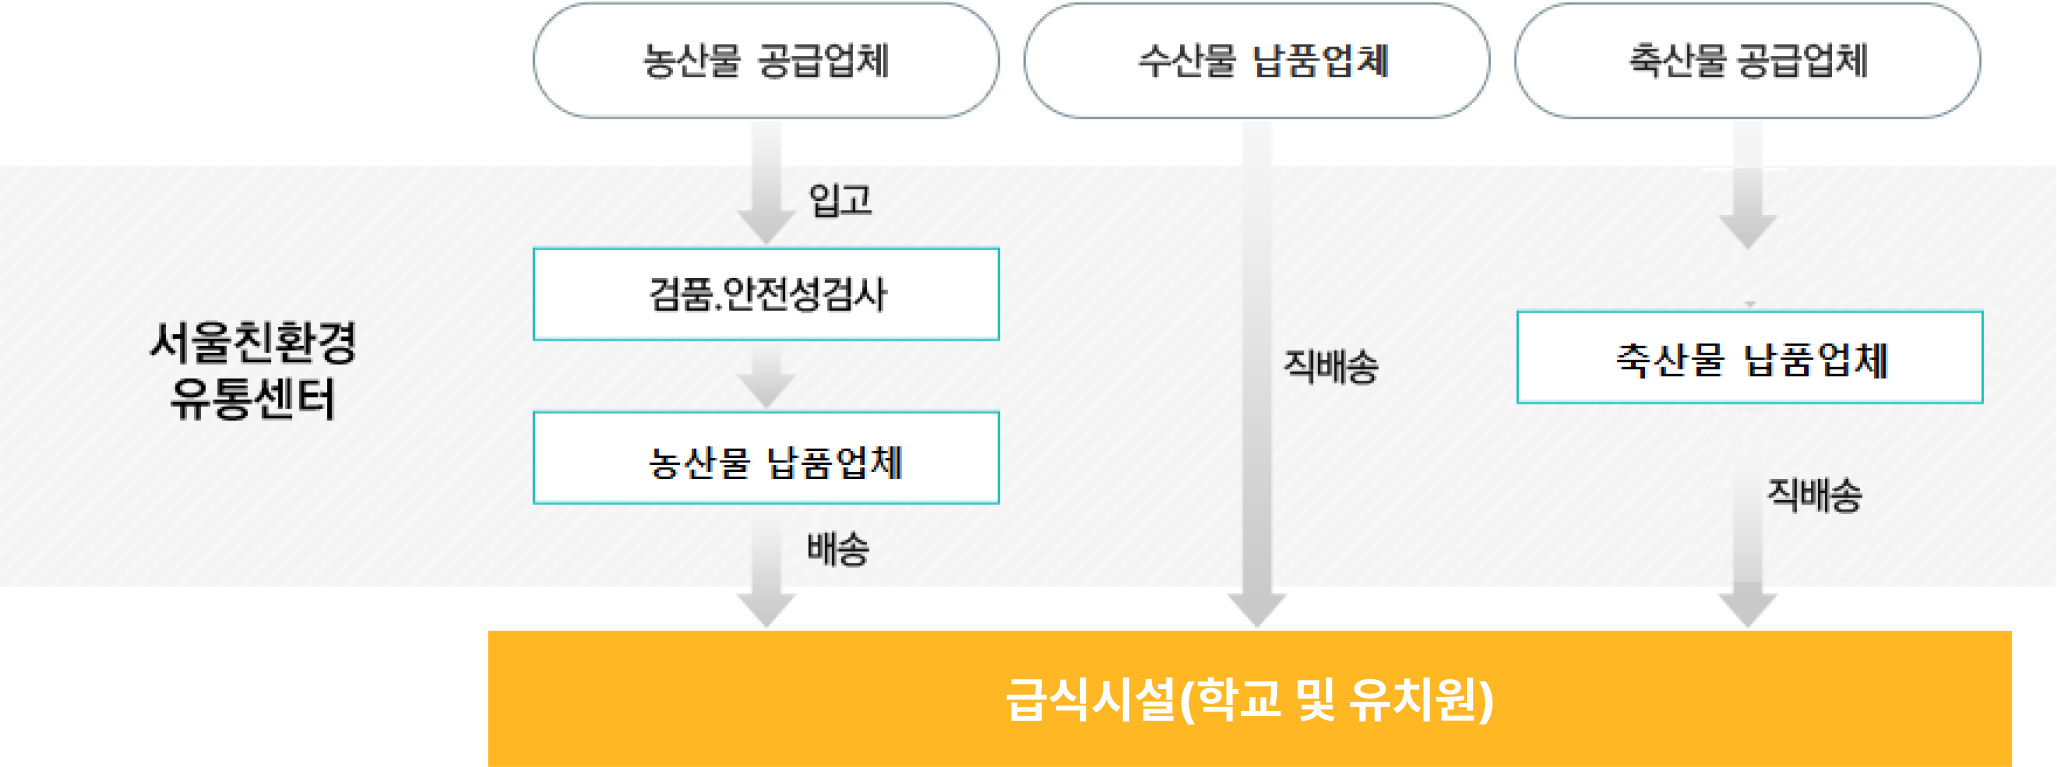 농산물 공급업체
수산물 납품업체
축산물 공급업체
입고
검품.안전성검사
서울친환경
유통센터
직배송
축산물 납품업체
농산물 납품업체
직배송
배송
급식시설(학교 및 유치원)